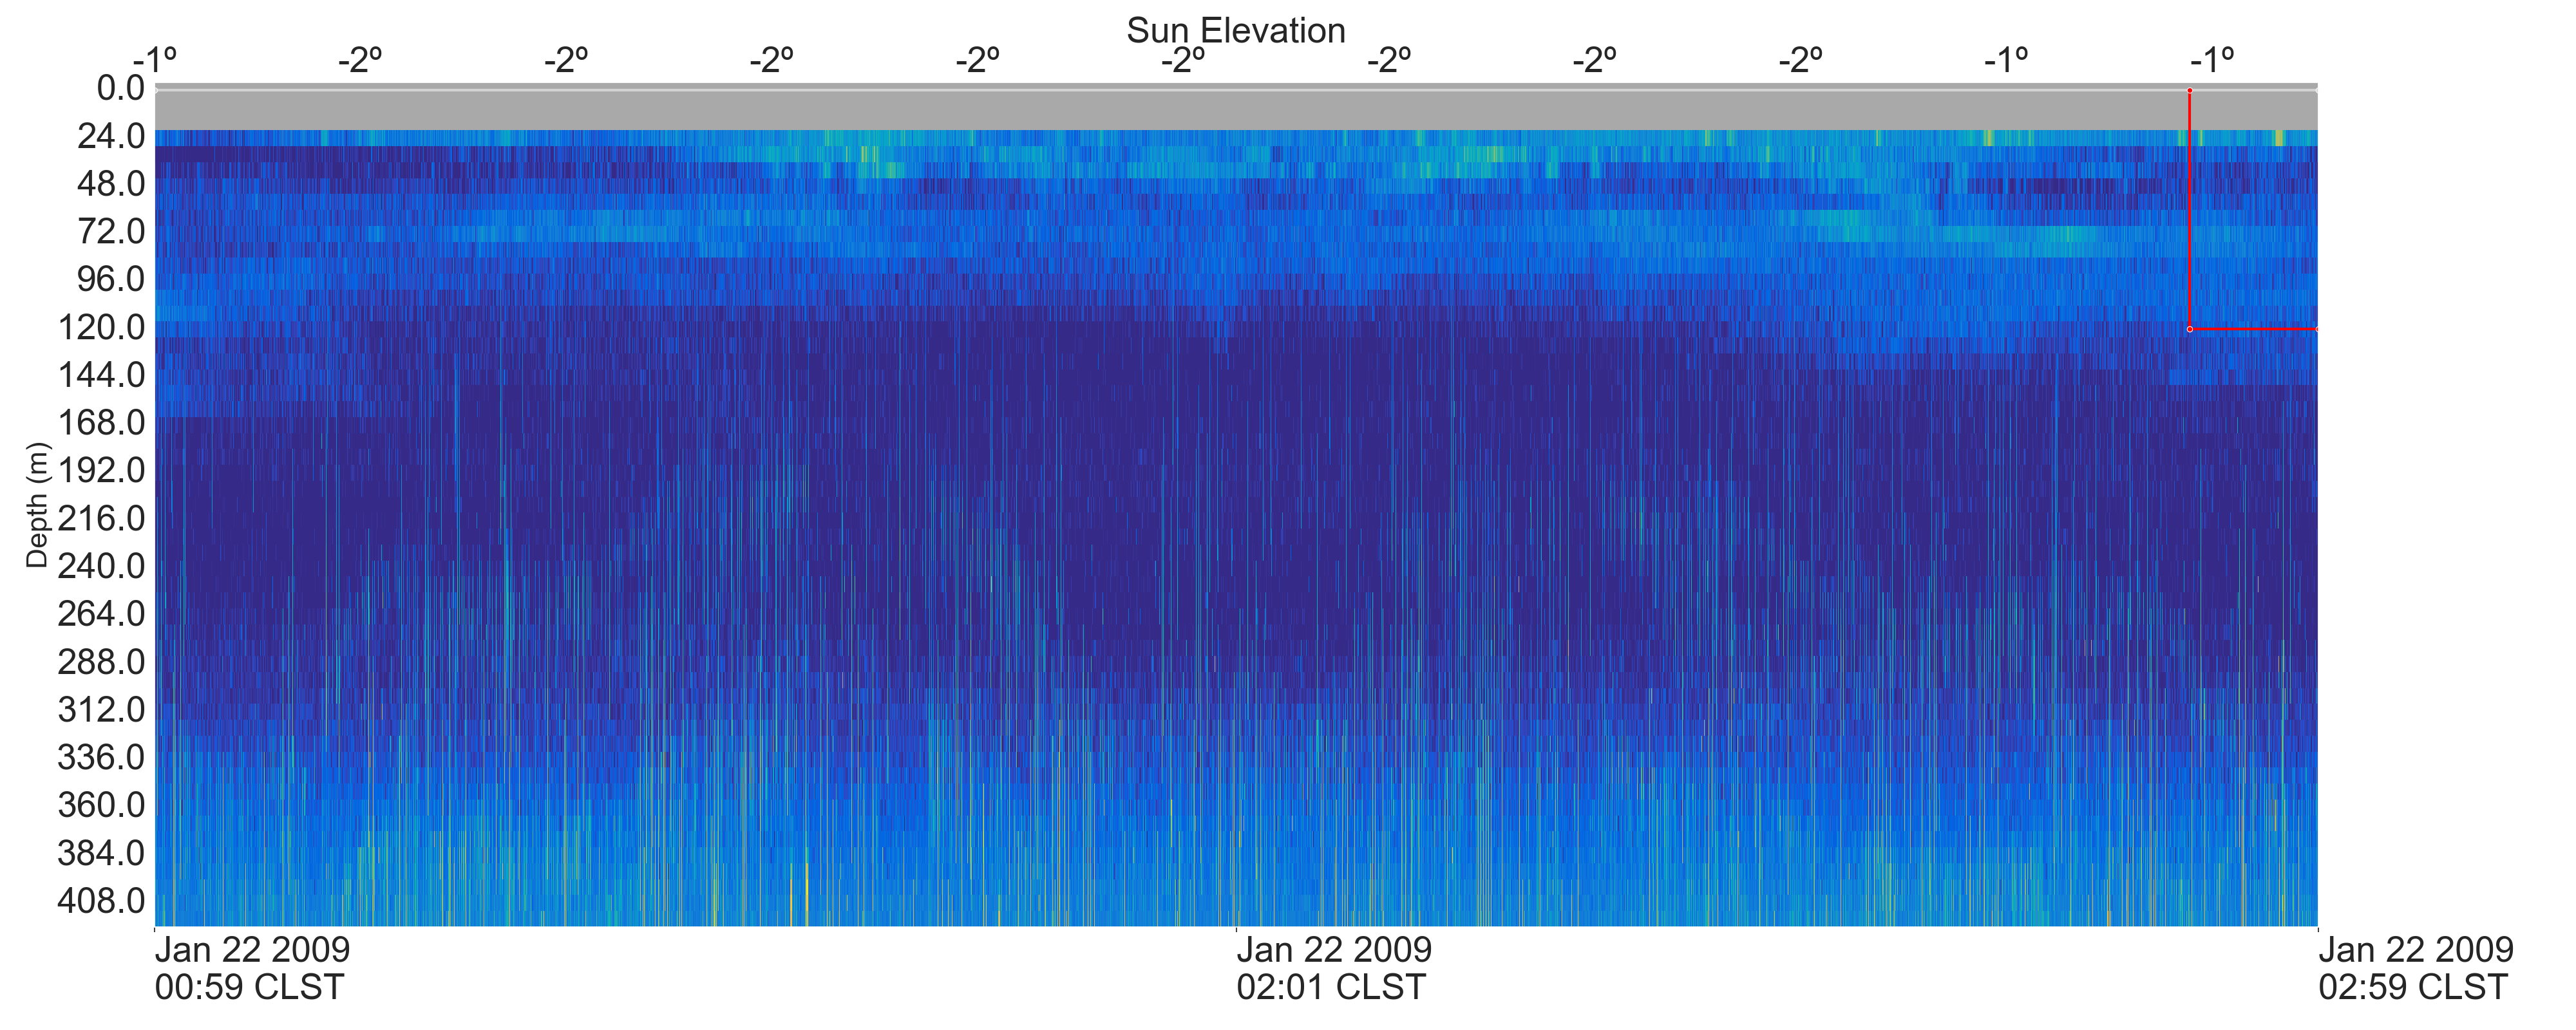 Sun Elevation
-1º -2º -2º -2º -2º -2º -2º -2º -2º -1º -1º
0.0
24.0
48.0
72.0
96.0
120.0
144.0
168.0
192.0
216.0
240.0
264.0
288.0
312.0
336.0
360.0
384.0
408.0
Depth (m)
Jan 22 2009
00:59 CLST
Jan 22 2009
02:01 CLST
Jan 22 2009
02:59 CLST